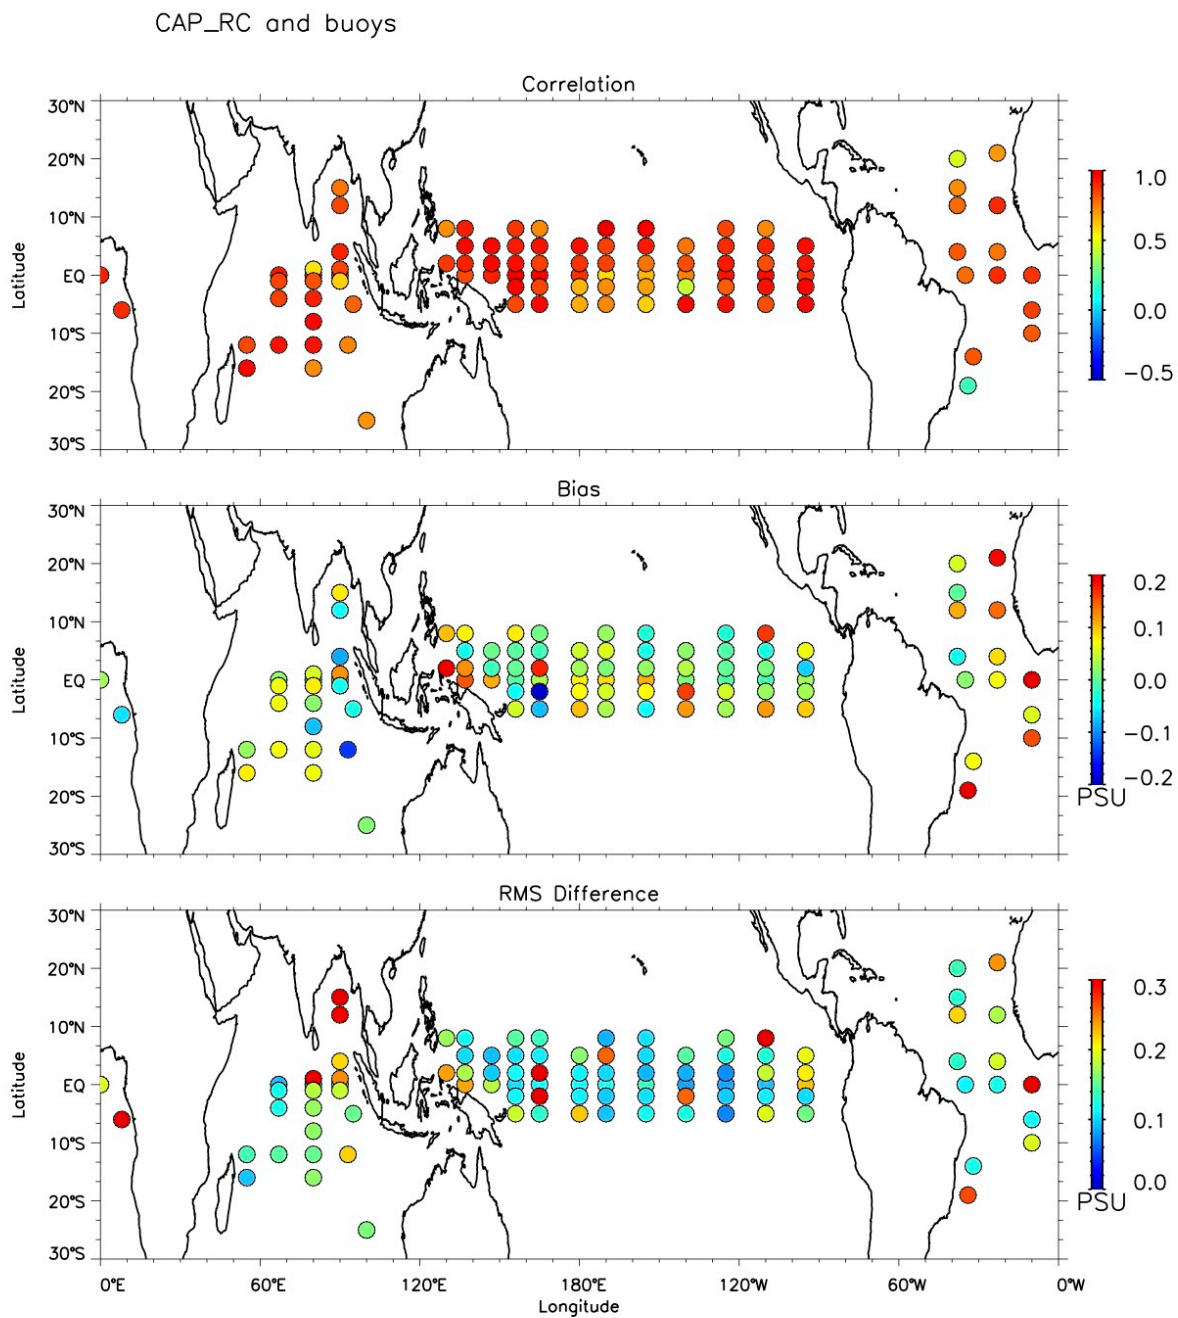 CAP_RC and buoys
Correlation
30°N
20°N
10°N
EQ
10°S
20°S
30°S
Latitude
1.0
0.5
0.0
−0.5
Bias
30°N
20°N
10°N
EQ
10°S
20°S
30°S
Latitude
0.2
0.1
0.0
−0.1
−0.2
PSU
RMS Difference
30°N
20°N
10°N
EQ
10°S
20°S
30°S
Latitude
0.3
0.2
0.1
0.0
PSU
0°E 60°E 120°E 180°E 120°W 60°W 0°W
Longitude